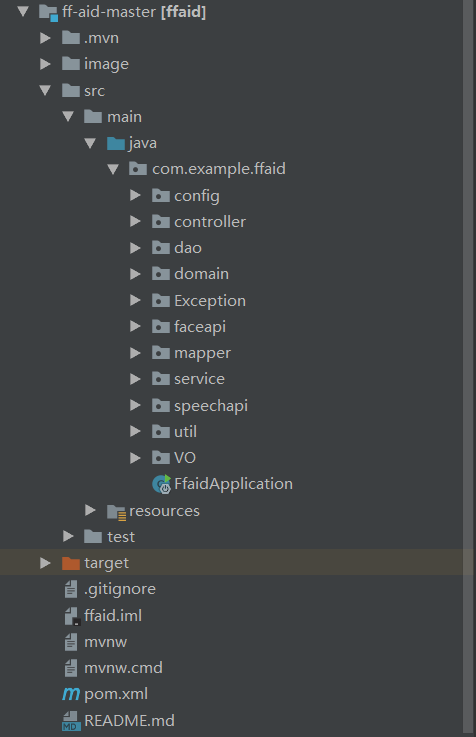 ff-aid-master [ffaid]
.mvn
image
src
main
java
com.example.ffaid
config
controller
dao
domain
Exception
faceapi
mapper
service
speechapi
util
VO
FfaidApplication
resources
test
target
.gitignore
ffaid.iml
mvnw
mvnw.cmd
pom.xml
README.md